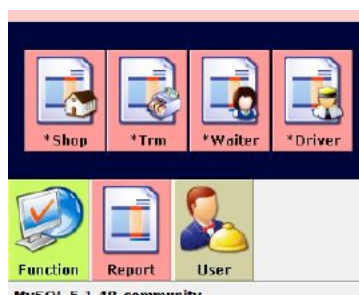 *Shop *Trm *Waiter *Driver
Function Report User
MySQL 5.1.48-community